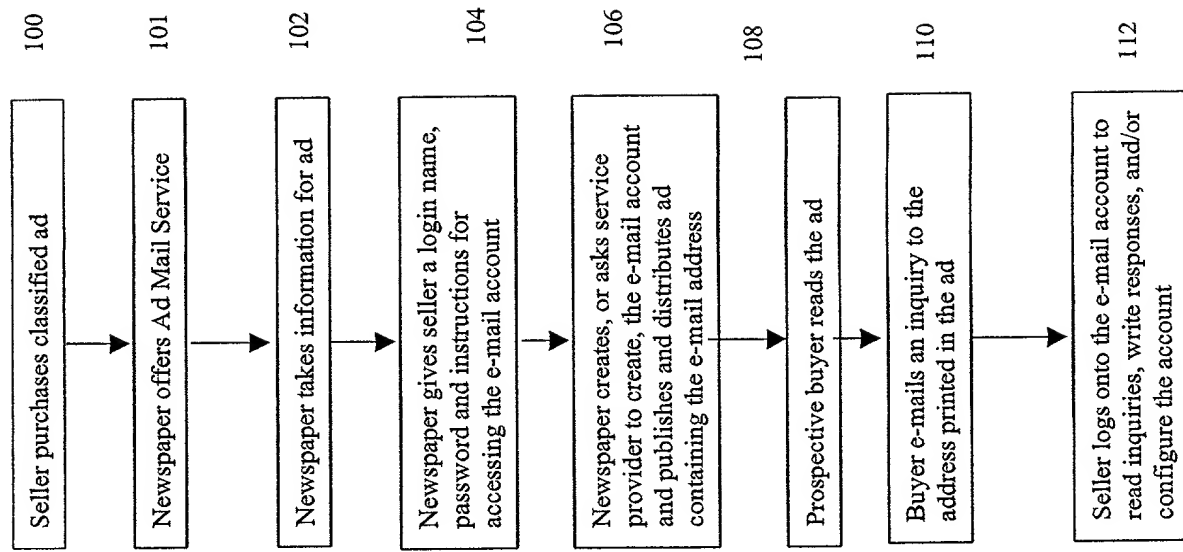 Seller purchases classified ad
100
Newspaper offers Ad Mail Service
101
Newspaper takes information for ad
102
Newspaper gives seller a login name,
password and instructions for
accessing the e-mail account
104
Newspaper creates, or asks service
provider to create, the e-mail account
and publishes and distributes ad
containing the e-mail address
106
Prospective buyer reads the ad
108
Buyer e-mails an inquiry to the
address printed in the ad
110
Seller logs onto the e-mail account to
read inquiries, write responses, and/or
configure the account
112